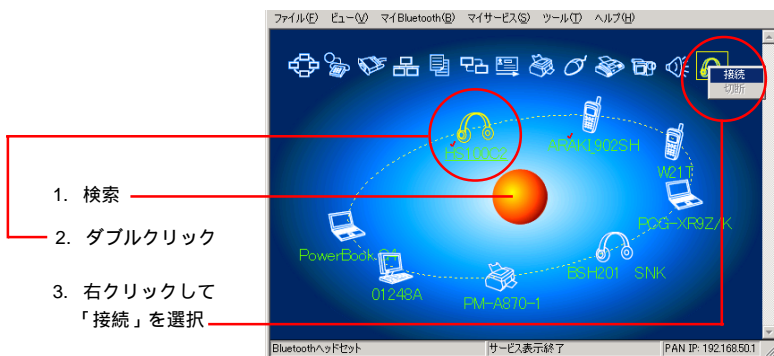 ファイル(F) ビュー(V) マイBluetooth(B) マイサービス(S) ツール(T) ヘルプ(H)
接続
切断
HS100C2
ARAKI_902SH
W21T
PCG-XR9Z/K
BSH201 SNK
PM-A870-1
01248A
PowerBook G4
1. 検索
2. ダブルクリック
3. 右クリックして
「接続」を選択
Bluetoothヘッドセット
サービス表示終了
PAN IP: 192.168.50.1